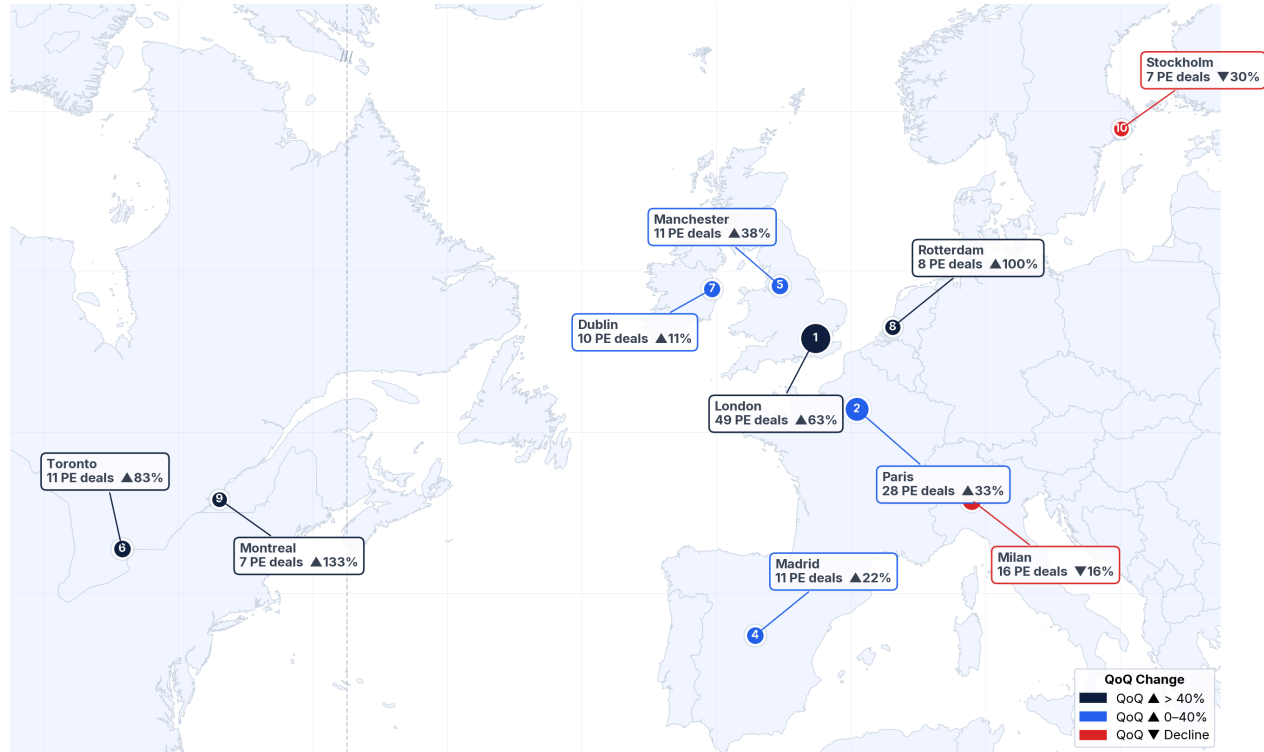 Stockholm
7 PE deals ▼30%
10
Manchester
11 PE deals ▲38%
Rotterdam
8 PE deals ▲100%
7
5
Dublin
10 PE deals ▲11%
8
1
London
49 PE deals ▲63%
2
Toronto
11 PE deals ▲83%
Paris
28 PE deals ▲33%
9
6
Montreal
7 PE deals ▲133%
Milan
16 PE deals ▼16%
Madrid
11 PE deals ▲22%
4
QoQ Change
QoQ ▲ > 40%
QoQ ▲ 0–40%
QoQ ▼ Decline